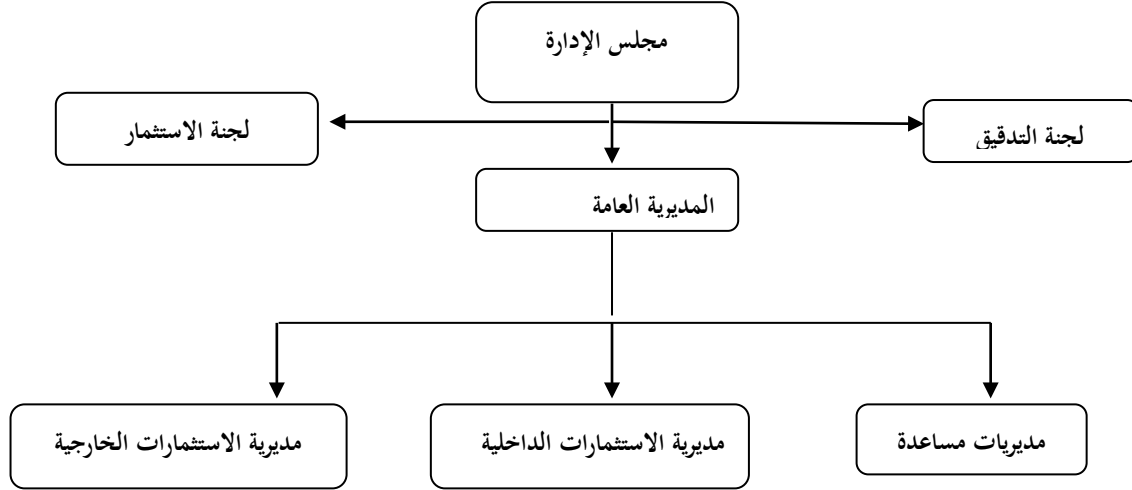 مجلس الإدارة
لجنة التدقيق
لجنة الاستثمار
المديرية العامة
مديريات مساعدة
مديرية الاستثمارات الداخلية
مديرية الاستثمارات الخارجية